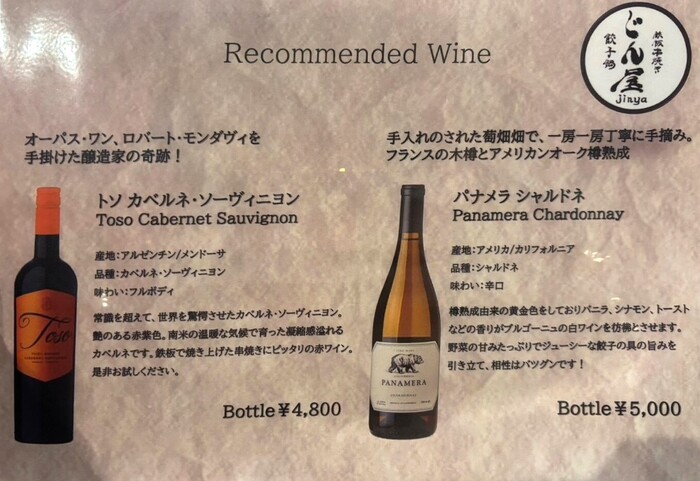 Recommended Wine
じん屋
鉄板串焼き
餃子鍋
jinya
オーパス・ワン、ロバート・モンダヴィを
手掛けた醸造家の奇跡！
トソ カベルネ・ソーヴィニヨン
Toso Cabernet Sauvignon
産地：アルゼンチン/メンドーサ
品種：カベルネ・ソーヴィニヨン
味わい：フルボディ
常識を超えて、世界を驚愕させたカベルネ・ソーヴィニヨン。
艶のある赤紫色。南米の温暖な気候で育った凝縮感溢れる
カベルネです。鉄板で焼き上げた串焼きにピッタリの赤ワイン。
是非お試しください。
Bottle￥4,800
Toso
手入れのされた葡萄畑で、一房一房丁寧に手摘み。
フランスの木樽とアメリカンオーク樽熟成
パナメラ シャルドネ
Panamera Chardonnay
産地：アメリカ/カリフォルニア
品種：シャルドネ
味わい：辛口
樽熟成由来の黄金色をしておりバニラ、シナモン、トースト
などの香りがブルゴーニュの白ワインを彷彿とさせます。
野菜の甘みたっぷりでジューシーな餃子の具の旨みを
引き立て、相性はバツグンです！
Bottle￥5,000
PANAMERA
CHARDONNAY